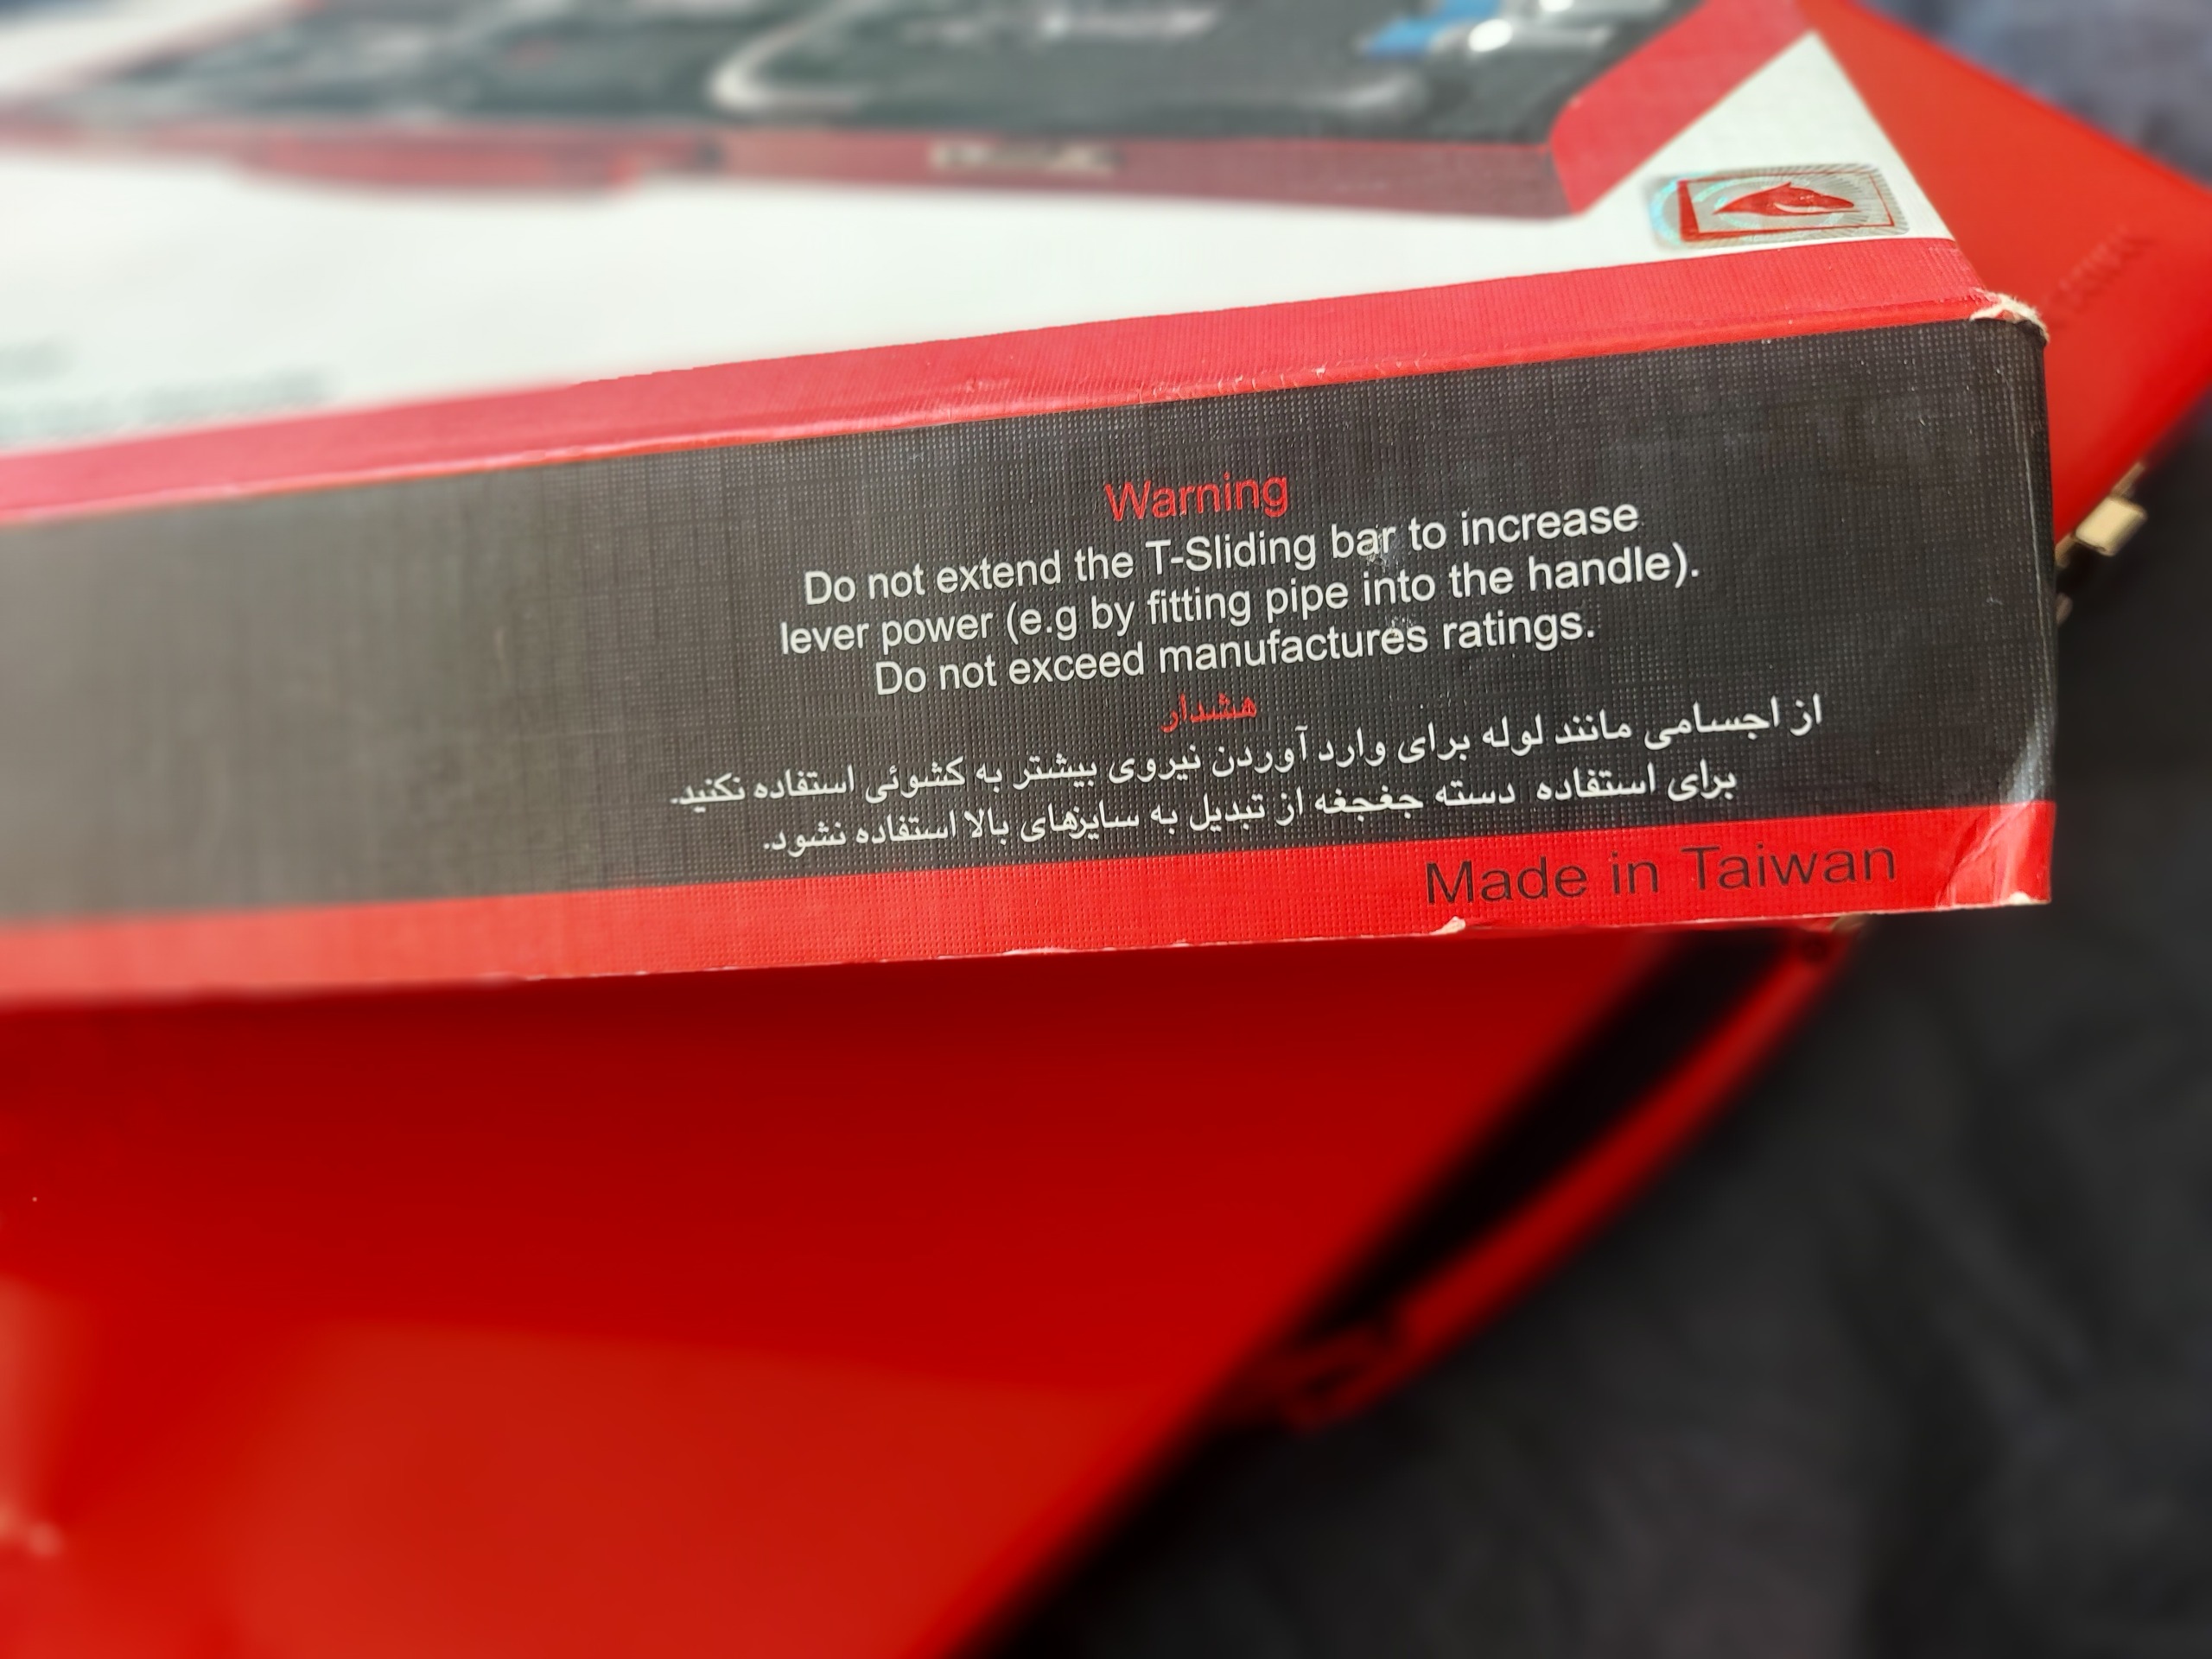 Warning
Do not extend the T-Sliding bar to increase
lever power (e.g by fitting pipe into the handle).
Do not exceed manufactures ratings.
هشدار
از اجسامی مانند لوله برای وارد آوردن نیروی بیشتر به کشوئی استفاده نکنید.
برای استفاده دسته جغجغه از تبدیل به سایزهای بالا استفاده نشود.
Made in Taiwan